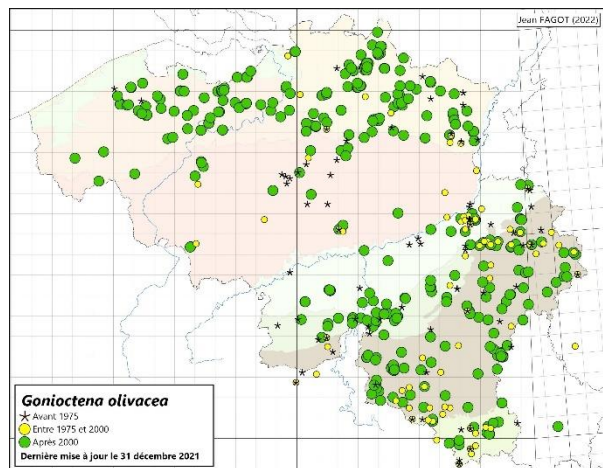 Jean FAGOT (2022)
Gonioctena olivacea
Avant 1975
Entre 1975 et 2000
Après 2000
Dernière mise à jour le 31 décembre 2021